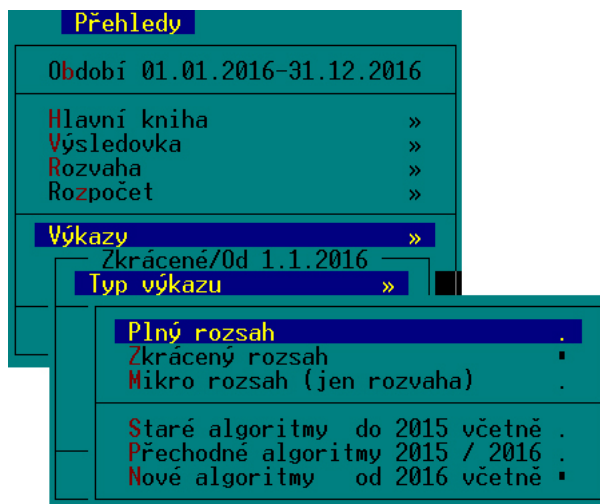 Přehledy
Období 01.01.2016-31.12.2016
Hlavní kniha »
Výsledovka »
Rozvaha »
Rozpočet »
Výkazy »
Zkrácené/Od 1.1.2016
Typ výkazu »
Plný rozsah .
Zkrácený rozsah ▪
Mikro rozsah (jen rozvaha) .
Staré algoritmy do 2015 včetně .
Přechodné algoritmy 2015 / 2016 .
Nové algoritmy od 2016 včetně ▪